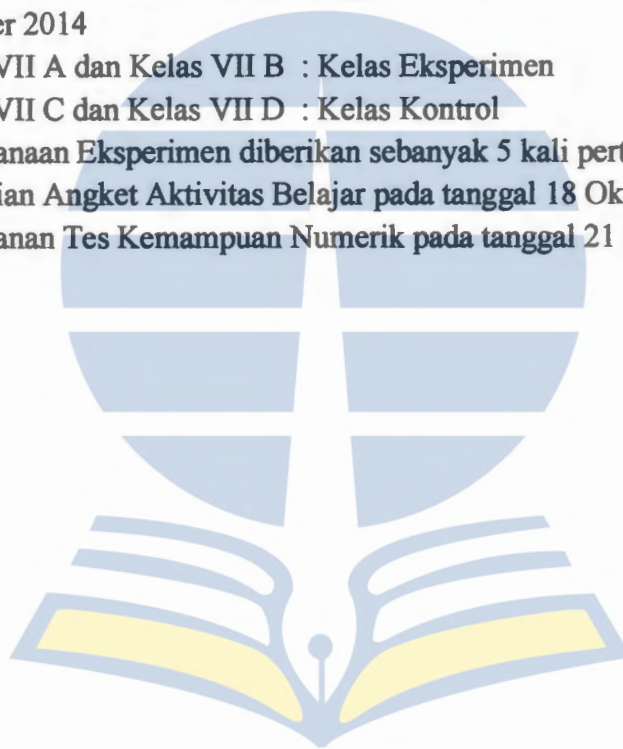 er 2014
VII A dan Kelas VII B : Kelas Eksperimen
VII C dan Kelas VII D : Kelas Kontrol
anaan Eksperimen diberikan sebanyak 5 kali pert
ian Angket Aktivitas Belajar pada tanggal 18 Ok
anan Tes Kemampuan Numerik pada tanggal 21